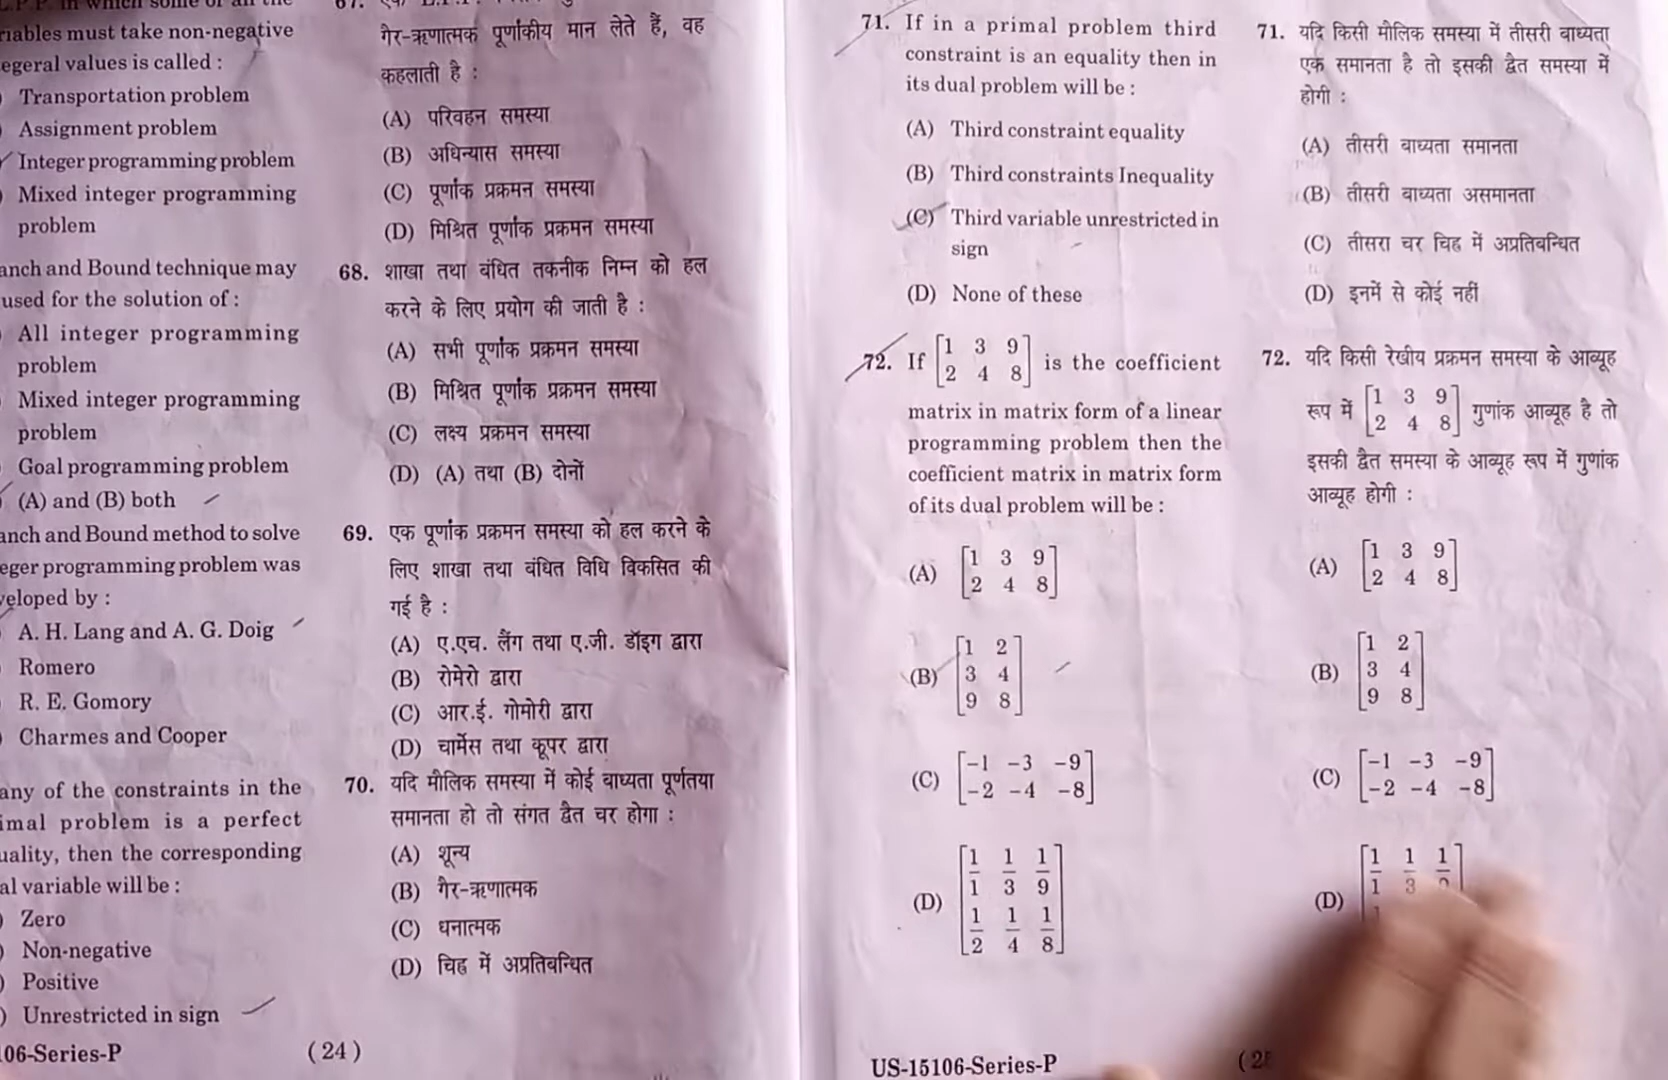 L.P.P. in which some or all the
riables must take non-negative
egeral values is called :
Transportation problem
Assignment problem
Integer programming problem
Mixed integer programming
problem
anch and Bound technique may
used for the solution of :
All integer programming
problem
Mixed integer programming
problem
Goal programming problem
(A) and (B) both
anch and Bound method to solve
eger programming problem was
veloped by :
A. H. Lang and A. G. Doig
Romero
R. E. Gomory
Charmes and Cooper
any of the constraints in the
imal problem is a perfect
uality, then the corresponding
al variable will be :
Zero
Non-negative
Positive
Unrestricted in sign
106-Series-P
67.
गैर-ऋणात्मक पूर्णांकीय मान लेते हैं, वह
कहलाती है :
(A) परिवहन समस्या
(B) अधिन्यास समस्या
(C) पूर्णांक प्रक्रमन समस्या
(D) मिश्रित पूर्णांक प्रक्रमन समस्या
68. शाखा तथा बंधित तकनीक निम्न को हल
करने के लिए प्रयोग की जाती है :
(A) सभी पूर्णांक प्रक्रमन समस्या
(B) मिश्रित पूर्णांक प्रक्रमन समस्या
(C) लक्ष्य प्रक्रमन समस्या
(D) (A) तथा (B) दोनों
69. एक पूर्णांक प्रक्रमन समस्या को हल करने के
लिए शाखा तथा बंधित विधि विकसित की
गई है :
(A) ए.एच. लैंग तथा ए.जी. डॉइग द्वारा
(B) रोमेरो द्वारा
(C) आर.ई. गोमोरी द्वारा
(D) चार्मेस तथा कूपर द्वारा
70. यदि मौलिक समस्या में कोई बाध्यता पूर्णतया
समानता हो तो संगत द्वैत चर होगा :
(A) शून्य
(B) गैर-ऋणात्मक
(C) धनात्मक
(D) चिह्न में अप्रतिबन्धित
(24)
71. If in a primal problem third
constraint is an equality then in
its dual problem will be :
(A) Third constraint equality
(B) Third constraints Inequality
(C) Third variable unrestricted in
sign
(D) None of these
72. If [1 3 9
2 4 8] is the coefficient
matrix in matrix form of a linear
programming problem then the
coefficient matrix in matrix form
of its dual problem will be :
(A) [1 3 9
2 4 8]
(B) [1 2
3 4
9 8]
(C) [-1 -3 -9
-2 -4 -8]
(D) [1/1 1/3 1/9
1/2 1/4 1/8]
US-15106-Series-P
71. यदि किसी मौलिक समस्या में तीसरी बाध्यता
एक समानता है तो इसकी द्वैत समस्या में
होगी :
(A) तीसरी बाध्यता समानता
(B) तीसरी बाध्यता असमानता
(C) तीसरा चर चिह्न में अप्रतिबन्धित
(D) इनमें से कोई नहीं
72. यदि किसी रेखीय प्रक्रमन समस्या के आव्यूह
रूप में [1 3 9
2 4 8] गुणांक आव्यूह है तो
इसकी द्वैत समस्या के आव्यूह रूप में गुणांक
आव्यूह होगी :
(A) [1 3 9
2 4 8]
(B) [1 2
3 4
9 8]
(C) [-1 -3 -9
-2 -4 -8]
(D) [1/1 1/3 1